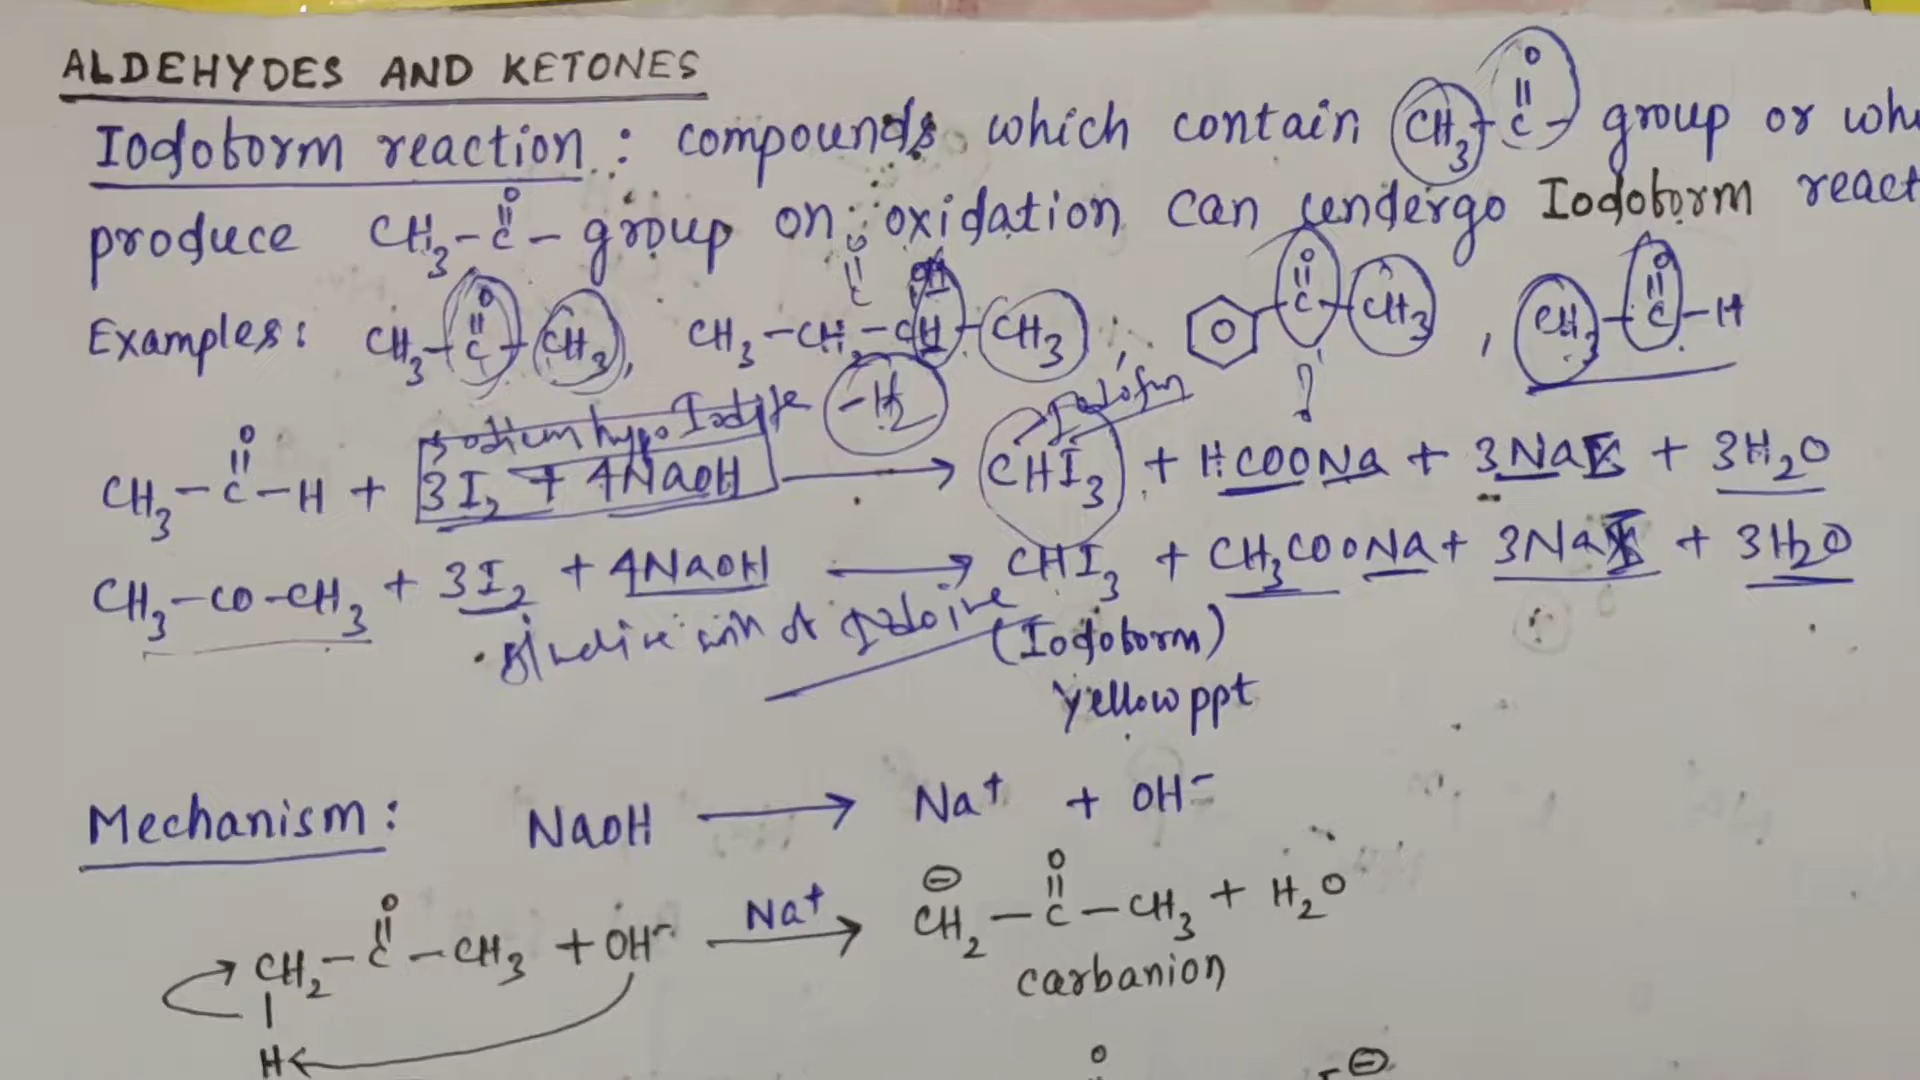 ALDEHYDES AND KETONES
Iodoform reaction: compounds which contain CH₃-C(=O)- group or whi
produce CH₃-C(=O)- group on oxidation can undergo Iodoform react
Examples: CH₃-C(=O)-CH₃, CH₃-CH₂-CH(OH)-CH₃, C₆H₅-C(=O)-CH₃, CH₃-C(=O)-H
sodium hypo Iodite -H₂ Iodoform
CH₃-C(=O)-H + 3I₂ + 4NaOH → CHI₃ + HCOONa + 3NaI + 3H₂O
CH₃-CO-CH₃ + 3I₂ + 4NaOH → CHI₃ + CH₃COONa + 3NaI + 3H₂O
of Iodine (Iodoform)
yellow ppt
Mechanism: NaOH → Na⁺ + OH⁻
CH₂-C(=O)-CH₃ + OH⁻ Na⁺→ ⊖CH₂-C(=O)-CH₃ + H₂O
carbanion
H
O ⊖